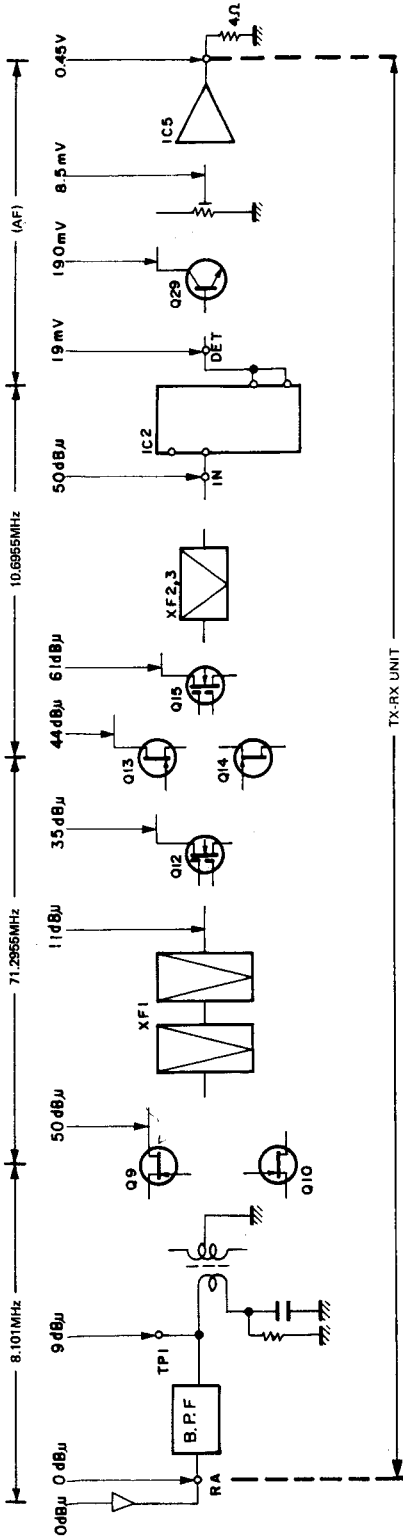 8.101MHz
71.2955MHz
10.6955MHz
(AF)
0dBμ
0dBμ
9dBμ
50dBμ
11dBμ
35dBμ
44dBμ
61dBμ
50dBμ
19mV
190mV
8.5mV
0.45V
RA
B.P.F
TP1
Q9
Q10
XF1
Q12
Q13
Q14
Q15
XF2,3
IN
IC2
DET
Q29
IC5
4Ω
TX-RX UNIT